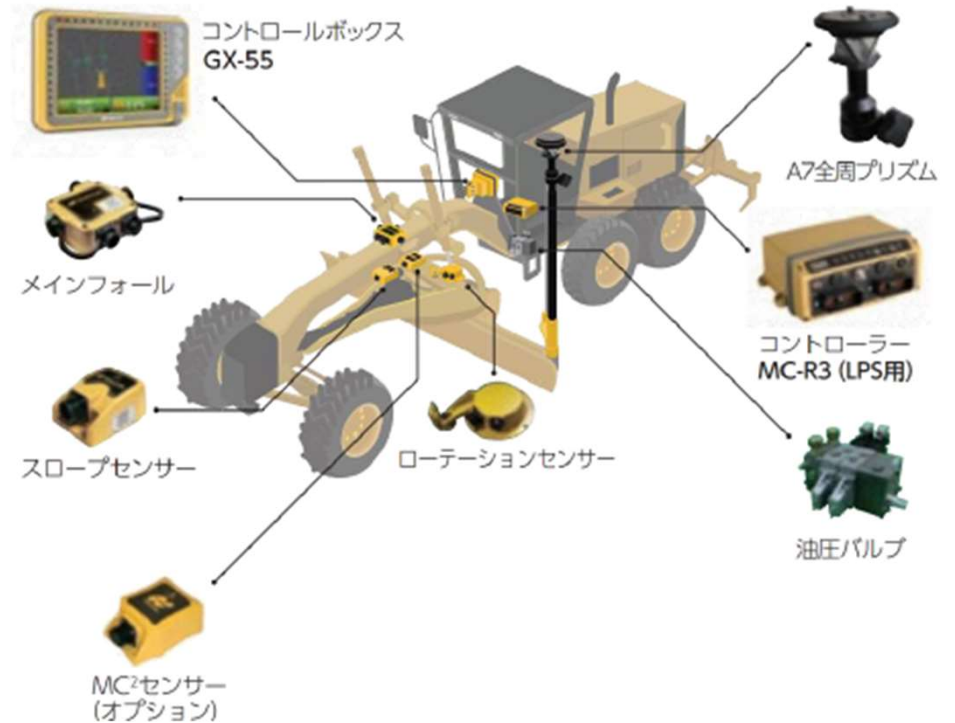 コントロールボックス
GX-55
A7全周プリズム
メインフォール
コントローラー
MC-R3 (LPS用)
スロープセンサー
ローテーションセンサー
油圧バルブ
MC²センサー
(オプション)